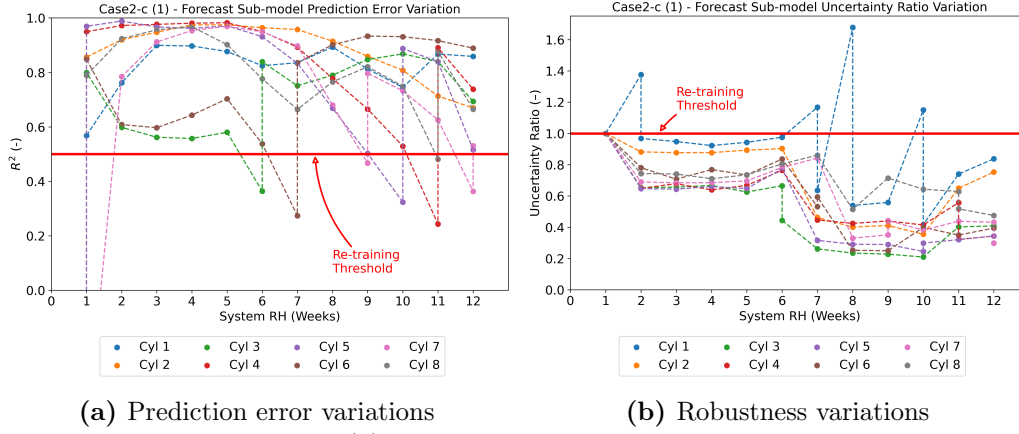 Case2-c (1) - Forecast Sub-model Prediction Error Variation
1.0
0.8
0.6
0.4
0.2
0.0
R² (-)
Re-training
Threshold
0 1 2 3 4 5 6 7 8 9 10 11 12
System RH (Weeks)
Cyl 1 Cyl 3 Cyl 5 Cyl 7
Cyl 2 Cyl 4 Cyl 6 Cyl 8
(a) Prediction error variations
Case2-c (1) - Forecast Sub-model Uncertainty Ratio Variation
1.6
1.4
1.2
1.0
0.8
0.6
0.4
0.2
0.0
Uncertainty Ratio (–)
Re-training
Threshold
0 1 2 3 4 5 6 7 8 9 10 11 12
System RH (Weeks)
Cyl 1 Cyl 3 Cyl 5 Cyl 7
Cyl 2 Cyl 4 Cyl 6 Cyl 8
(b) Robustness variations